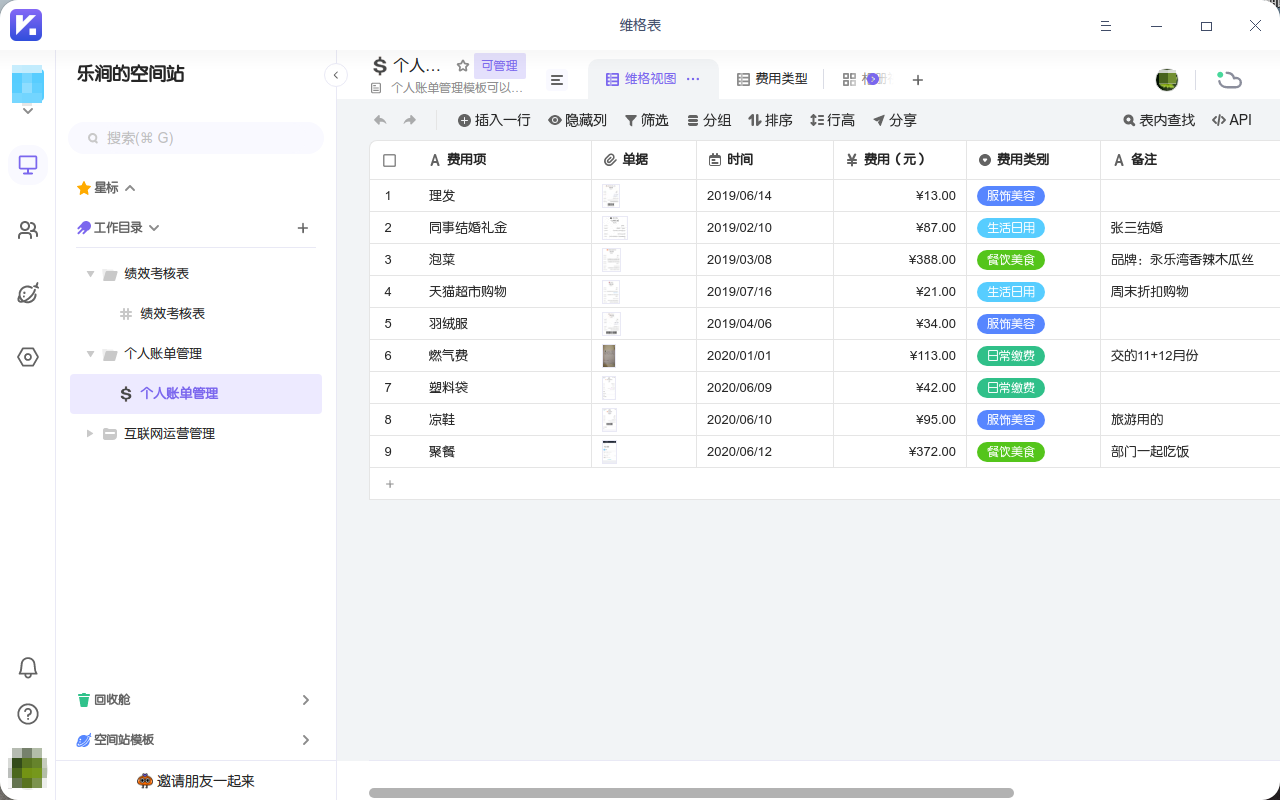 维格表
乐涧的空间站
搜索(⌘ G)
星标
工作目录
绩效考核表
绩效考核表
个人账单管理
个人账单管理
互联网运营管理
回收舱
空间站模板
邀请朋友一起来
个人… 可管理
个人账单管理模板可以…
维格视图 费用类型
插入一行 隐藏列 筛选 分组 排序 行高 分享 表内查找 API
费用项 单据 时间 费用（元） 费用类别 备注
1 理发 2019/06/14 ¥13.00 服饰美容
2 同事结婚礼金 2019/02/10 ¥87.00 生活日用 张三结婚
3 泡菜 2019/03/08 ¥388.00 餐饮美食 品牌：永乐湾香辣木瓜丝
4 天猫超市购物 2019/07/16 ¥21.00 生活日用 周末折扣购物
5 羽绒服 2019/04/06 ¥34.00 服饰美容
6 燃气费 2020/01/01 ¥113.00 日常缴费 交的11+12月份
7 塑料袋 2020/06/09 ¥42.00 日常缴费
8 凉鞋 2020/06/10 ¥95.00 服饰美容 旅游用的
9 聚餐 2020/06/12 ¥372.00 餐饮美食 部门一起吃饭